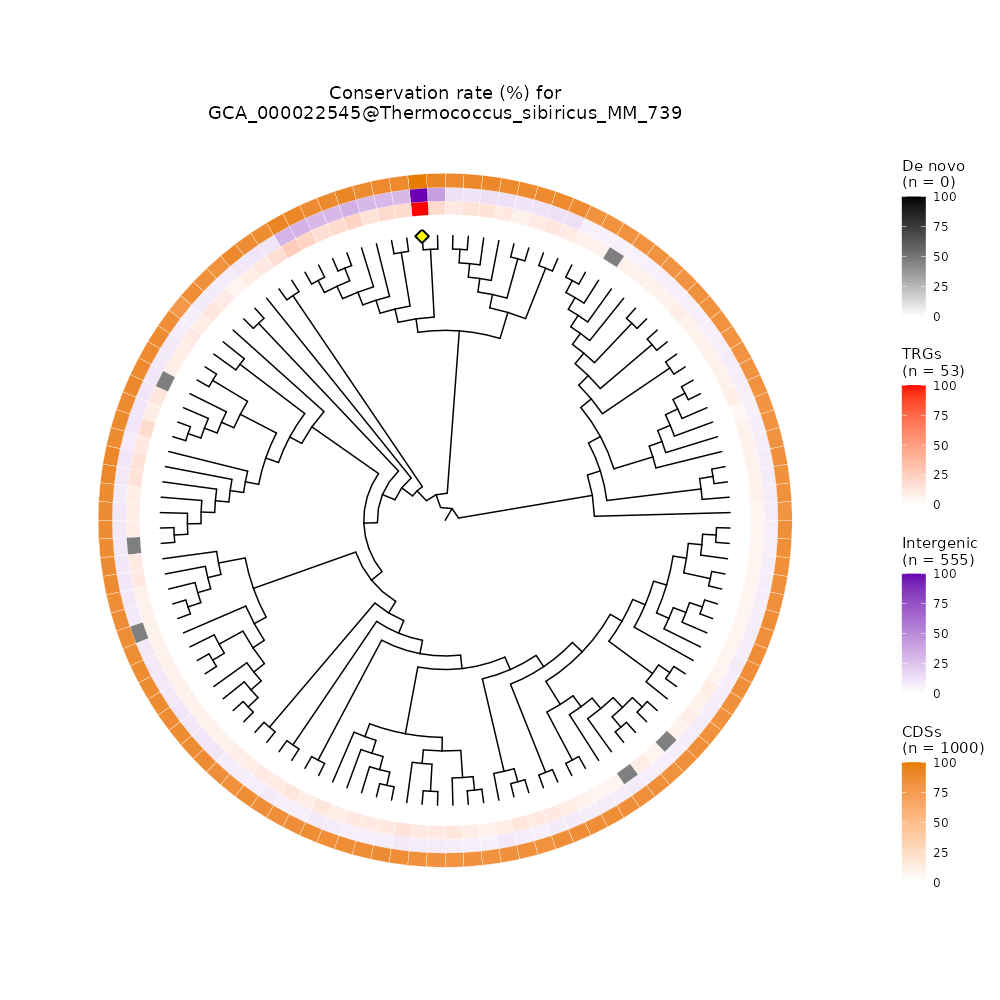 Conservation rate (%) for
GCA_000022545@Thermococcus_sibiricus_MM_739
De novo
(n = 0)
100
75
50
25
0
TRGs
(n = 53)
100
75
50
25
0
Intergenic
(n = 555)
100
75
50
25
0
CDSs
(n = 1000)
100
75
50
25
0